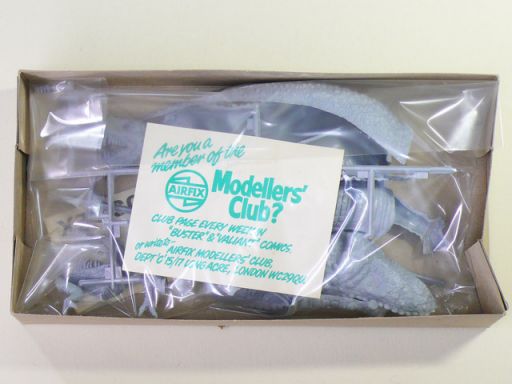 Are you a
member of the
AIRFIX
Modellers'
Club?
CLUB PAGE EVERY WEEK IN
"BUSTER" & "VALIANT" COMICS,
or write to –
AIRFIX MODELLERS' CLUB,
DEPT 'C' 15/17 LONG ACRE, LONDON WC2